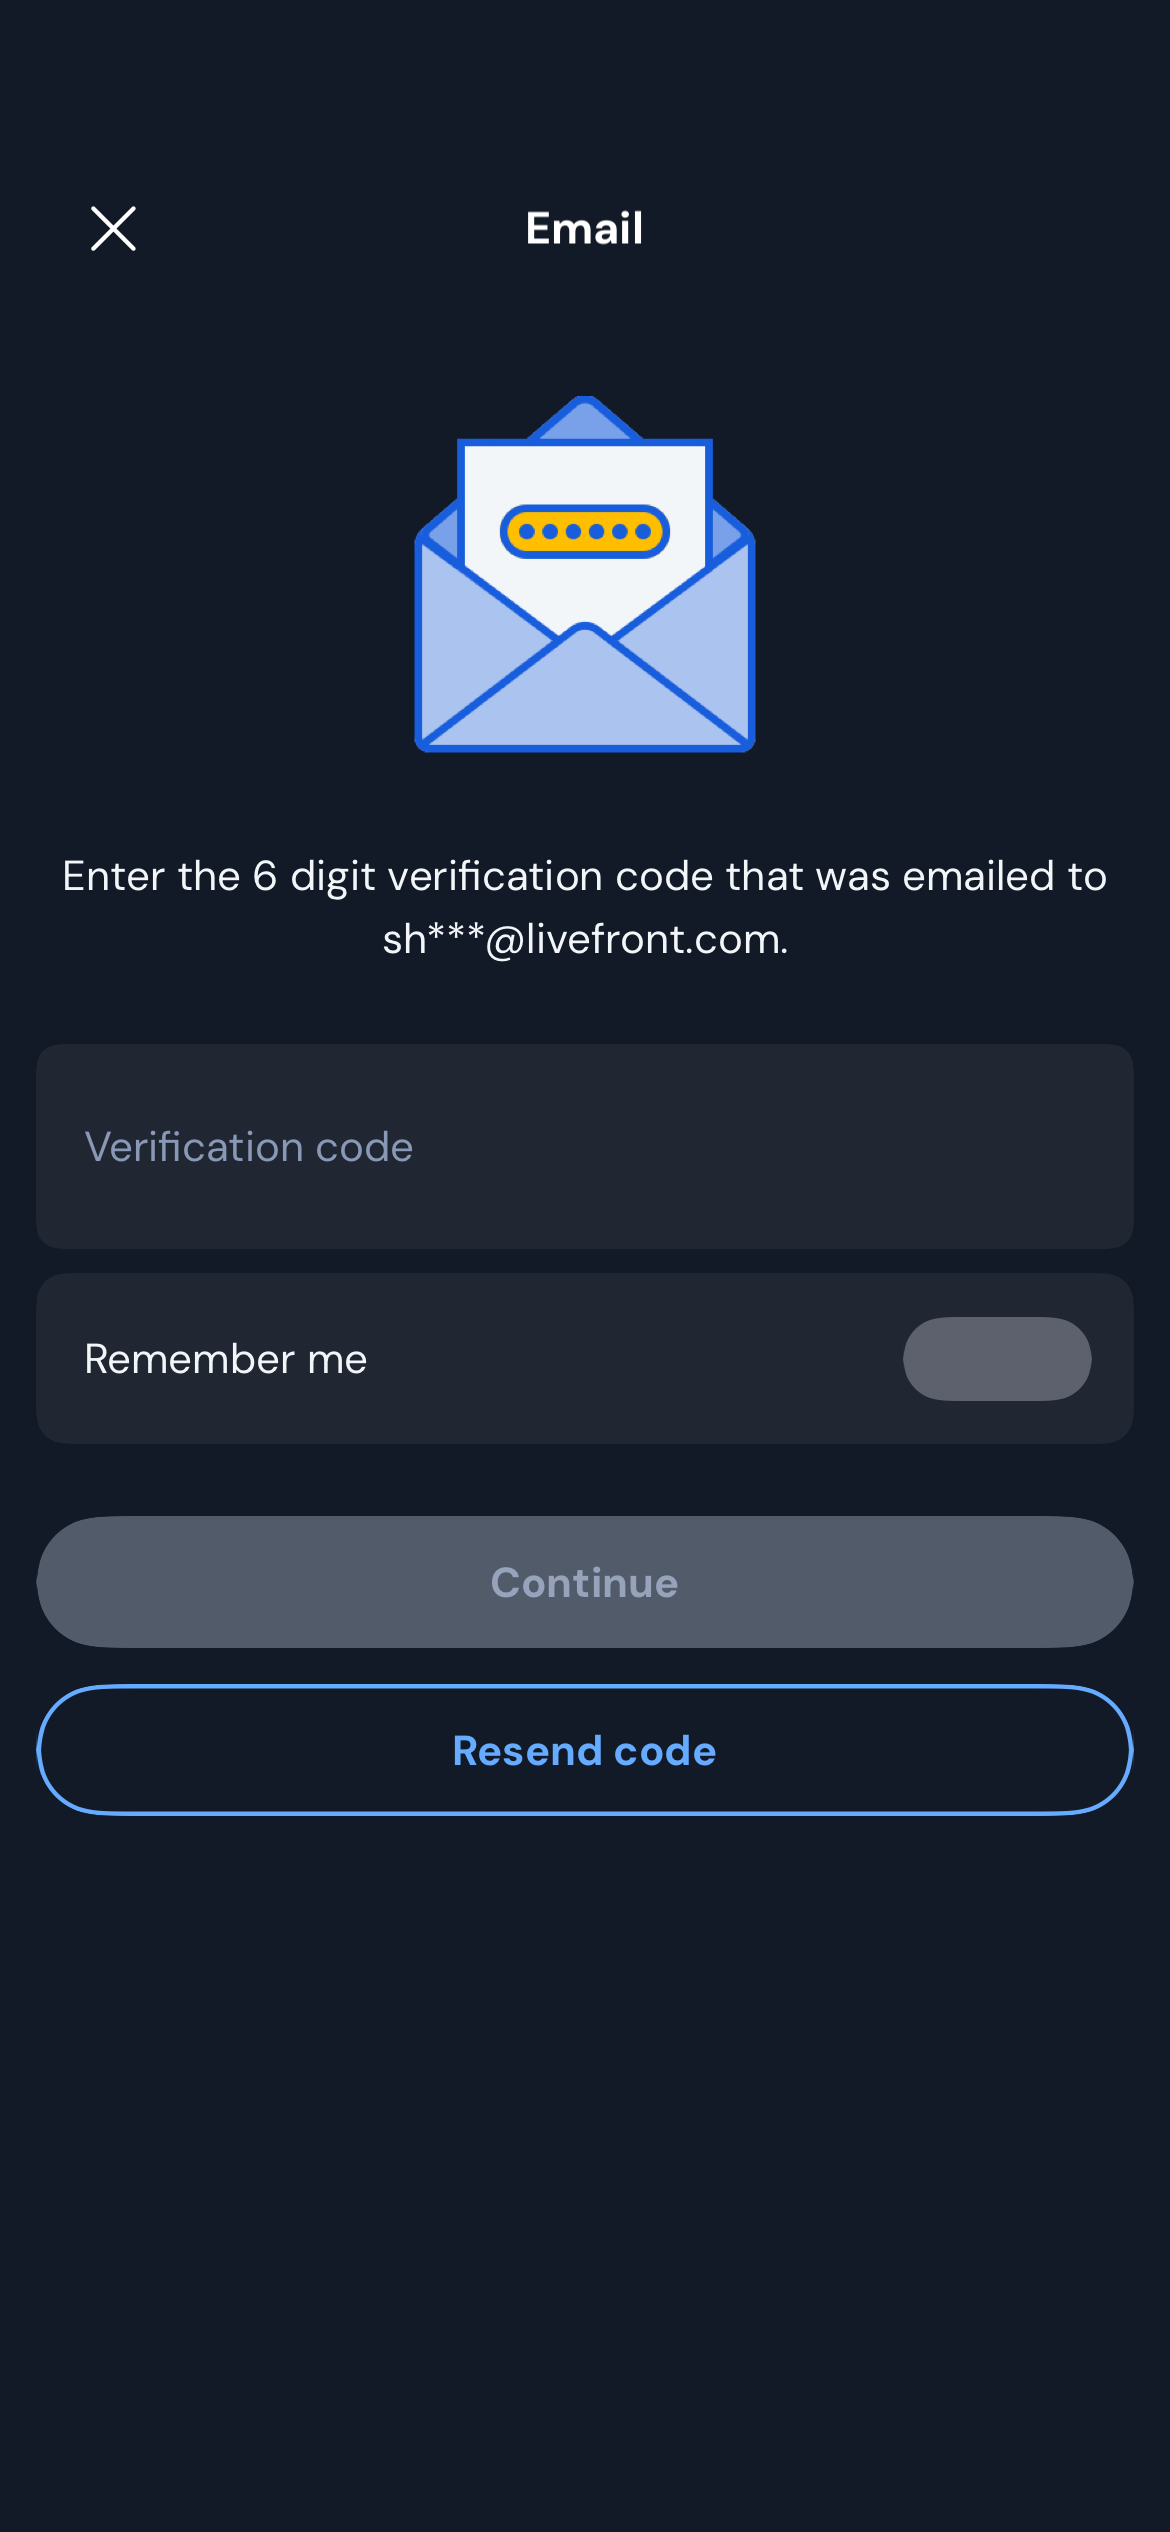 Email
Enter the 6 digit verification code that was emailed to
sh***@livefront.com.
Verification code
Remember me
Continue
Resend code